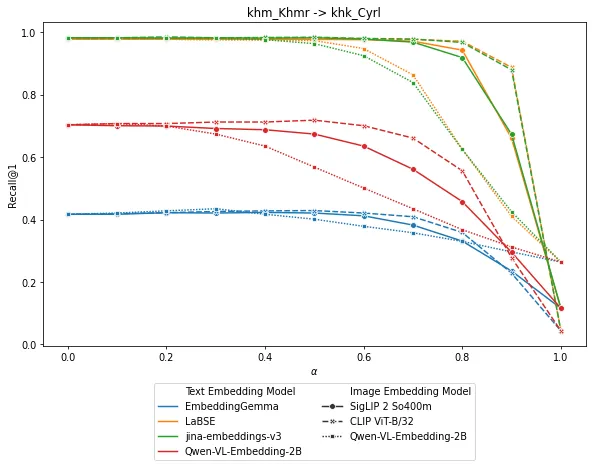 khm_Khmr -> khk_Cyrl
Recall@1
1.0
0.8
0.6
0.4
0.2
0.0
0.0 0.2 0.4 0.6 0.8 1.0
α
Text Embedding Model Image Embedding Model
EmbeddingGemma SigLIP 2 So400m
LaBSE CLIP ViT-B/32
jina-embeddings-v3 Qwen-VL-Embedding-2B
Qwen-VL-Embedding-2B